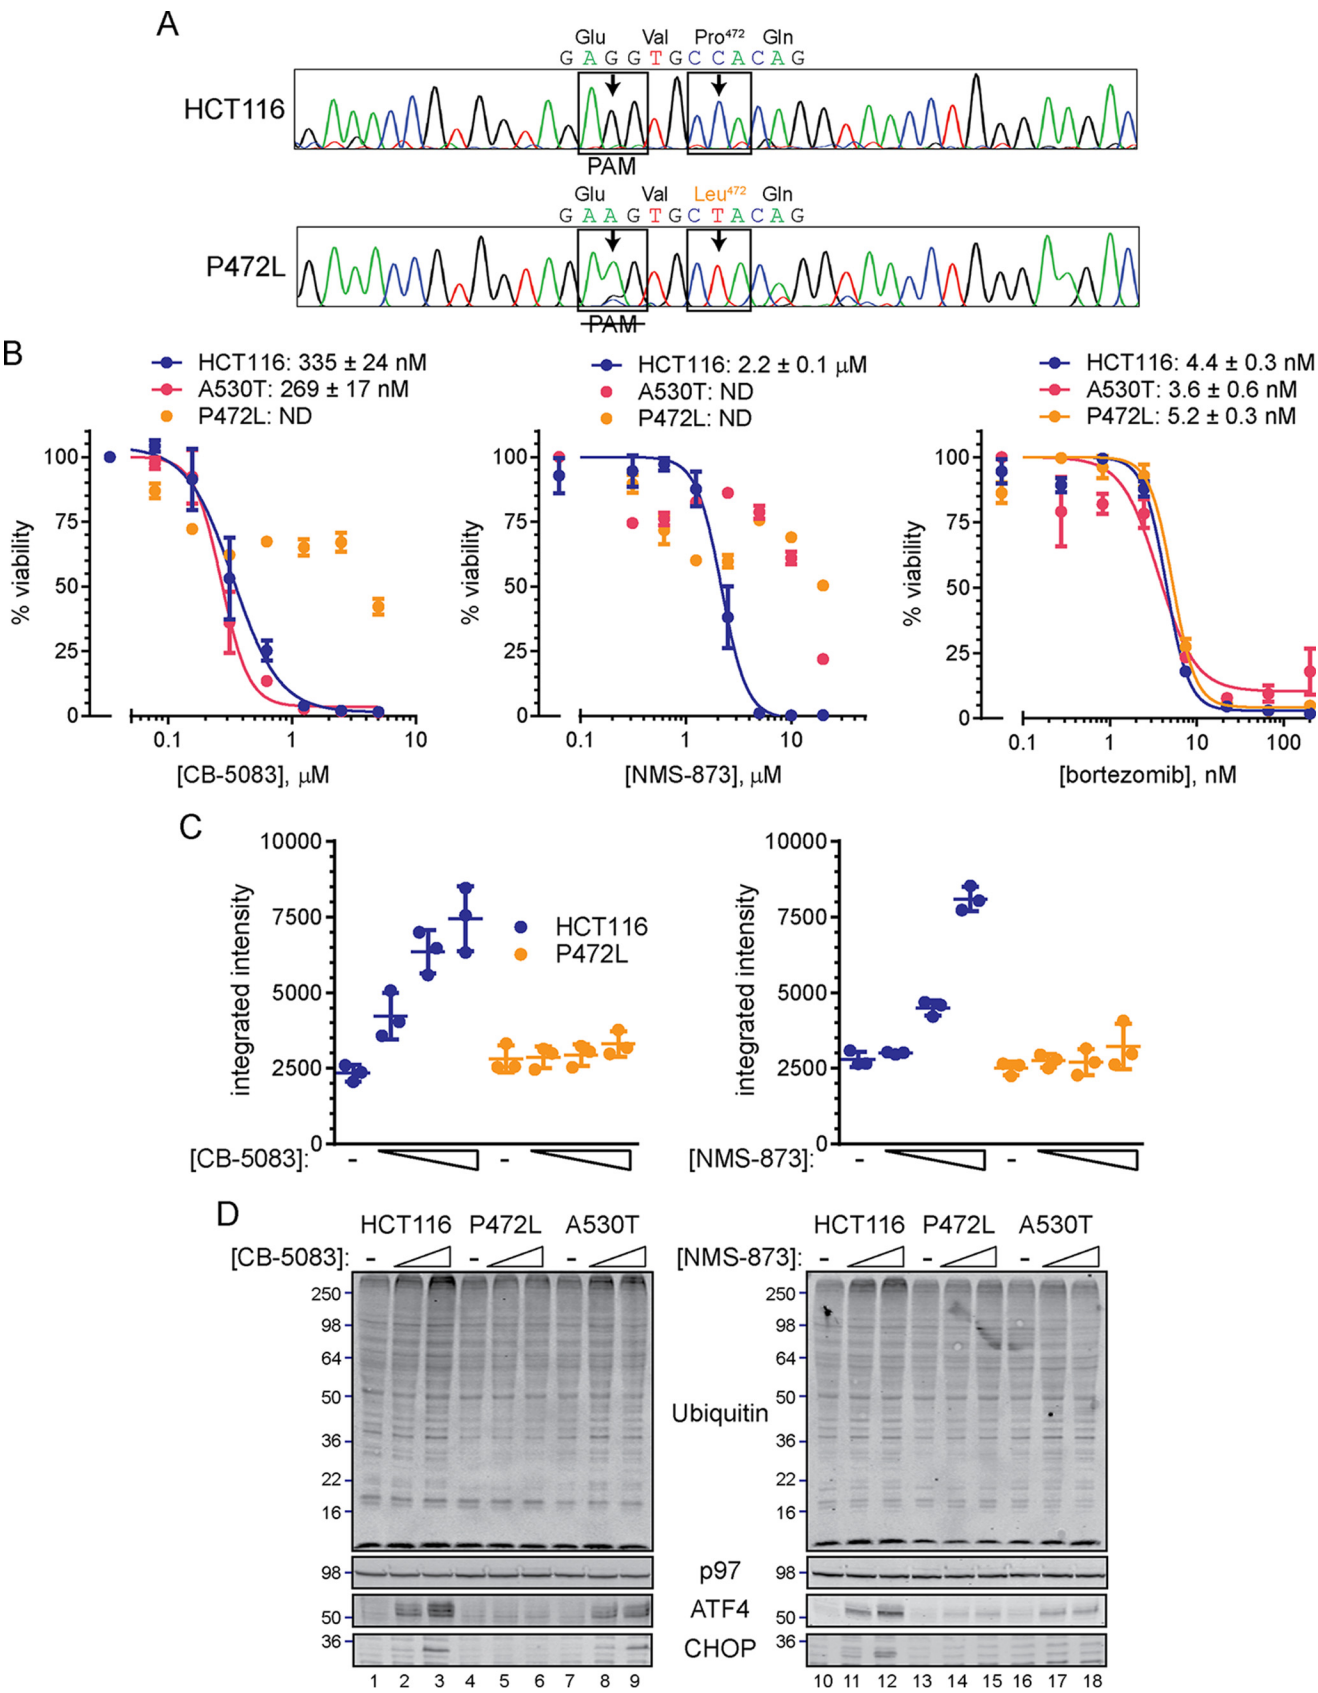 A
Glu Val Pro⁴⁷² Gln
G A G G T G C C A C A G
HCT116
PAM
Glu Val Leu⁴⁷² Gln
G A A G T G C T A C A G
P472L
PAM
B
HCT116: 335 ± 24 nM
A530T: 269 ± 17 nM
P472L: ND
HCT116: 2.2 ± 0.1 μM
A530T: ND
P472L: ND
HCT116: 4.4 ± 0.3 nM
A530T: 3.6 ± 0.6 nM
P472L: 5.2 ± 0.3 nM
% viability
100
75
50
25
0
0.1 1 10
[CB-5083], μM
% viability
100
75
50
25
0
0.1 1 10
[NMS-873], μM
% viability
100
75
50
25
0
0.1 1 10 100
[bortezomib], nM
C
integrated intensity
10000
7500
5000
2500
0
HCT116
P472L
[CB-5083]: - -
integrated intensity
10000
7500
5000
2500
0
[NMS-873]: - -
D
HCT116 P472L A530T
[CB-5083]: - - -
250
98
64
50
36
22
16
98
50
36
1 2 3 4 5 6 7 8 9
Ubiquitin
p97
ATF4
CHOP
HCT116 P472L A530T
[NMS-873]: - - -
250
98
64
50
36
22
16
98
50
36
10 11 12 13 14 15 16 17 18